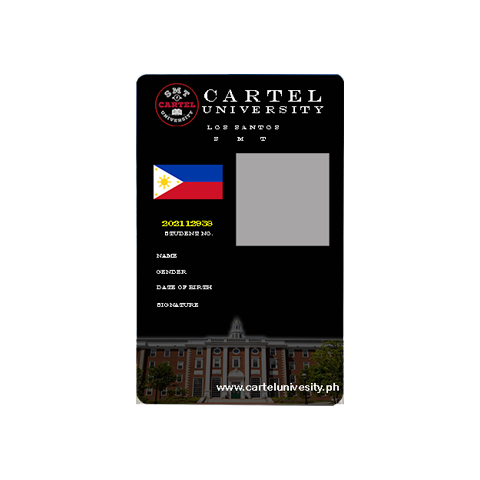 SMT
CARTEL
UNIVERSITY
CARTEL
UNIVERSITY
LOS SANTOS
S M T
202112938
STUDENT NO.
NAME
GENDER
DATE OF BIRTH
SIGNATURE
www.cartelunivesity.ph